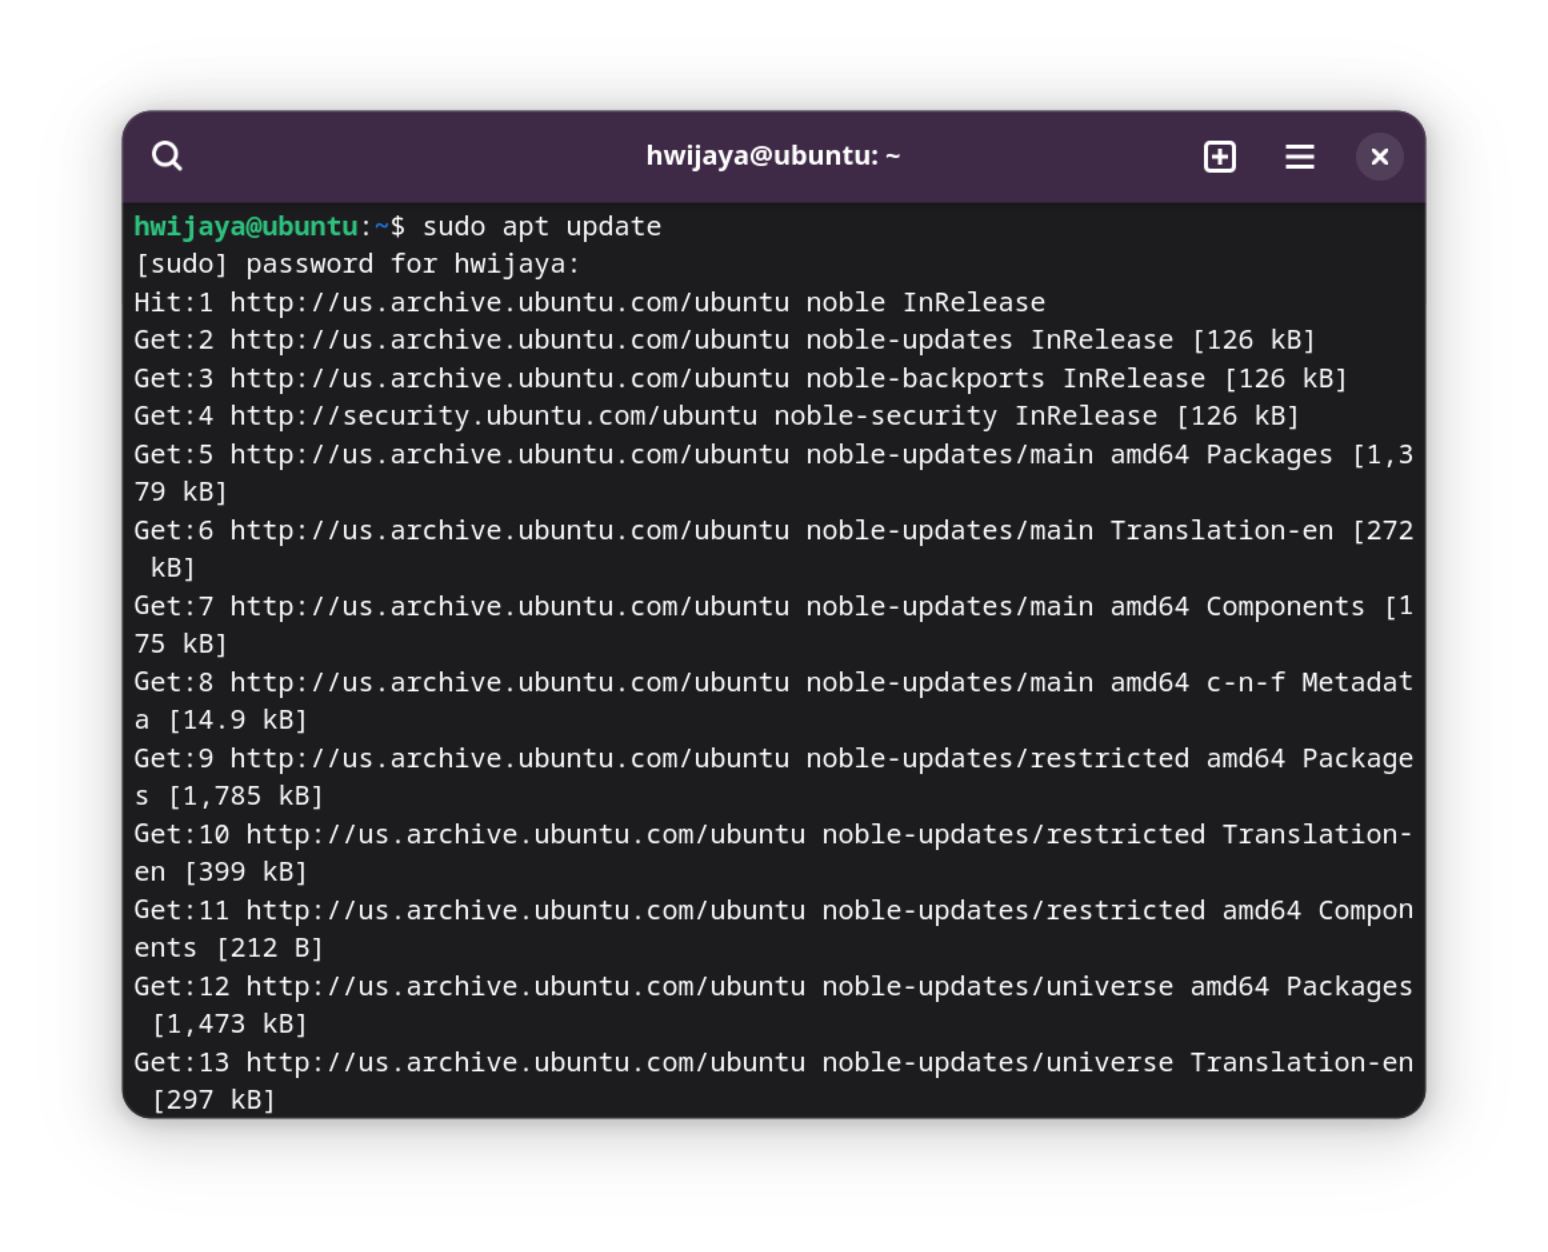 hwijaya@ubuntu: ~
hwijaya@ubuntu:~$ sudo apt update
[sudo] password for hwijaya:
Hit:1 http://us.archive.ubuntu.com/ubuntu noble InRelease
Get:2 http://us.archive.ubuntu.com/ubuntu noble-updates InRelease [126 kB]
Get:3 http://us.archive.ubuntu.com/ubuntu noble-backports InRelease [126 kB]
Get:4 http://security.ubuntu.com/ubuntu noble-security InRelease [126 kB]
Get:5 http://us.archive.ubuntu.com/ubuntu noble-updates/main amd64 Packages [1,3
79 kB]
Get:6 http://us.archive.ubuntu.com/ubuntu noble-updates/main Translation-en [272
 kB]
Get:7 http://us.archive.ubuntu.com/ubuntu noble-updates/main amd64 Components [1
75 kB]
Get:8 http://us.archive.ubuntu.com/ubuntu noble-updates/main amd64 c-n-f Metadat
a [14.9 kB]
Get:9 http://us.archive.ubuntu.com/ubuntu noble-updates/restricted amd64 Package
s [1,785 kB]
Get:10 http://us.archive.ubuntu.com/ubuntu noble-updates/restricted Translation-
en [399 kB]
Get:11 http://us.archive.ubuntu.com/ubuntu noble-updates/restricted amd64 Compon
ents [212 B]
Get:12 http://us.archive.ubuntu.com/ubuntu noble-updates/universe amd64 Packages
 [1,473 kB]
Get:13 http://us.archive.ubuntu.com/ubuntu noble-updates/universe Translation-en
 [297 kB]